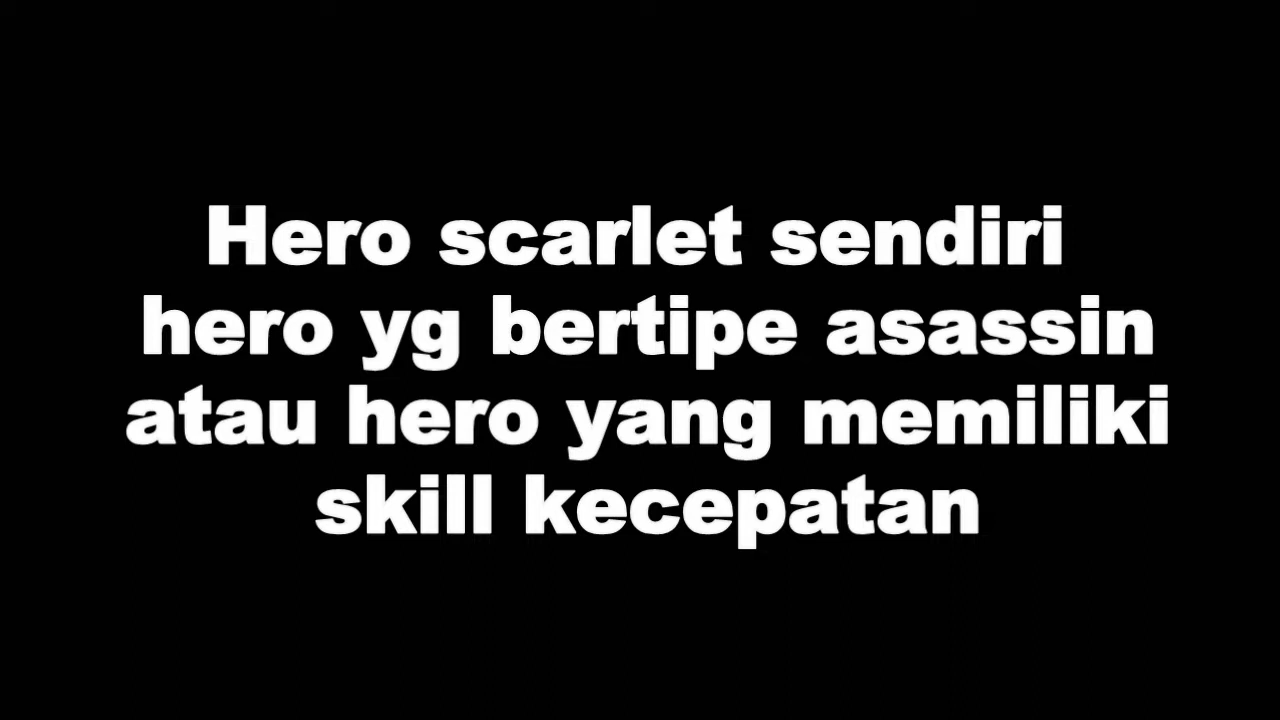 Hero scarlet sendiri
hero yg bertipe asassin
atau hero yang memiliki
skill kecepatan